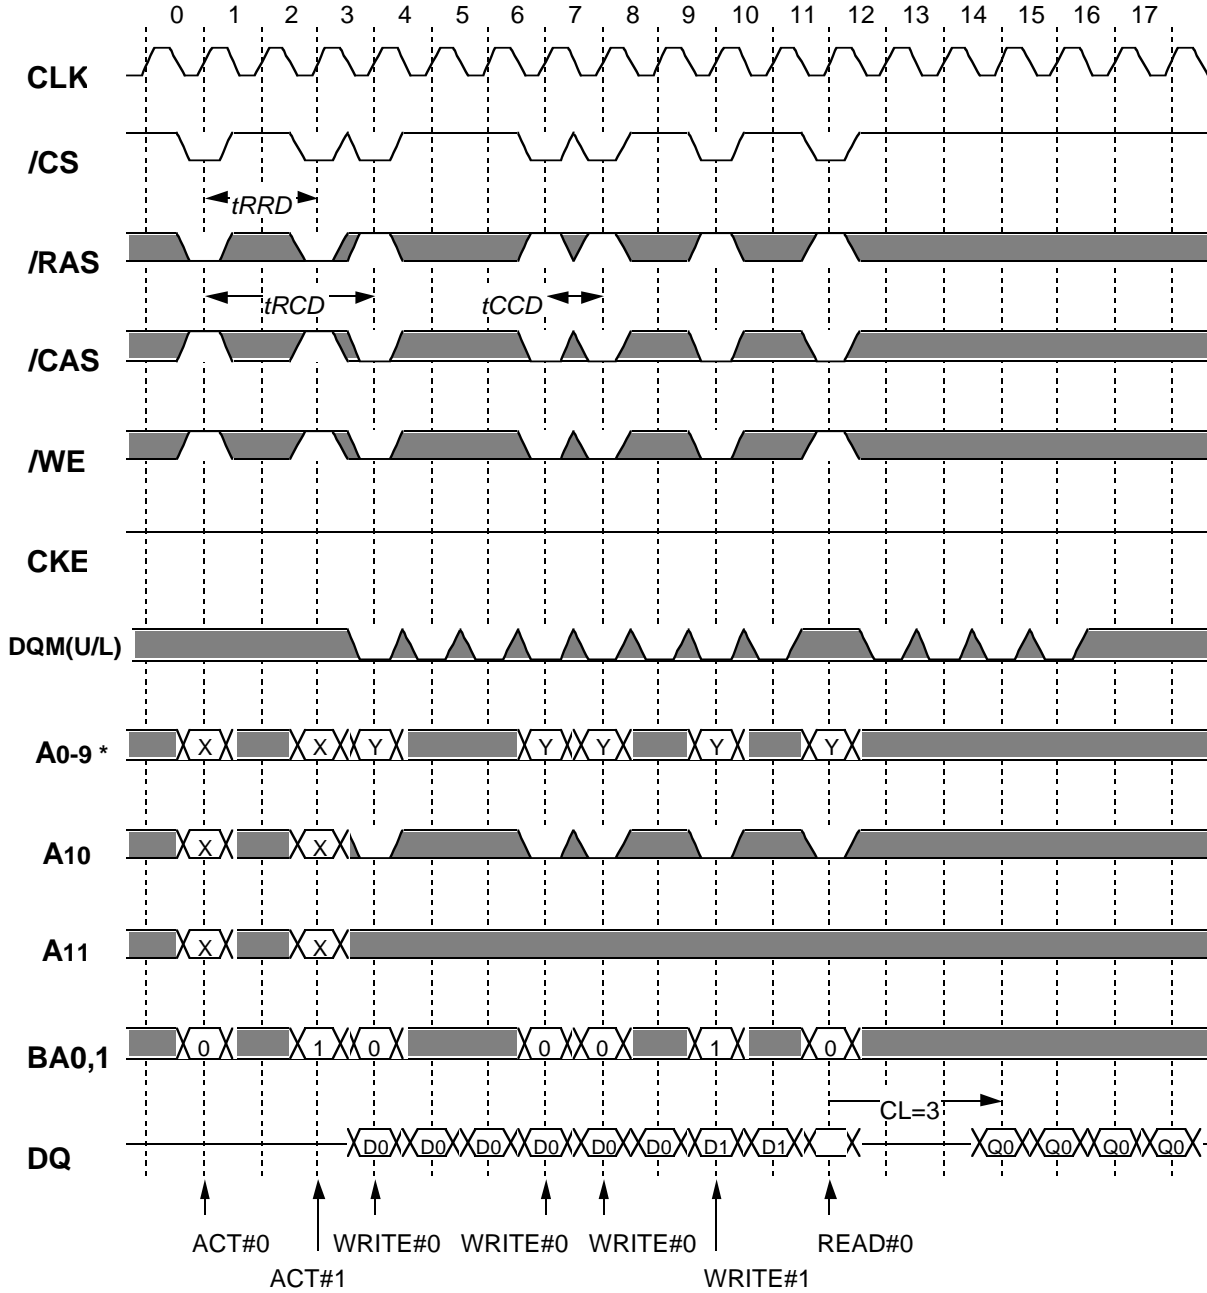 0 1 2 3 4 5 6 7 8 9 10 11 12 13 14 15 16 17
CLK
/CS
tRRD
/RAS
tRCD tCCD
/CAS
/WE
CKE
DQM(U/L)
A0-9 * X X Y Y Y Y Y
A10 X X
A11 X X
BA0,1 0 1 0 0 0 1 0
CL=3
DQ D0 D0 D0 D0 D0 D0 D1 D1 Q0 Q0 Q0 Q0
ACT#0 WRITE#0 WRITE#0 WRITE#0 READ#0
ACT#1 WRITE#1